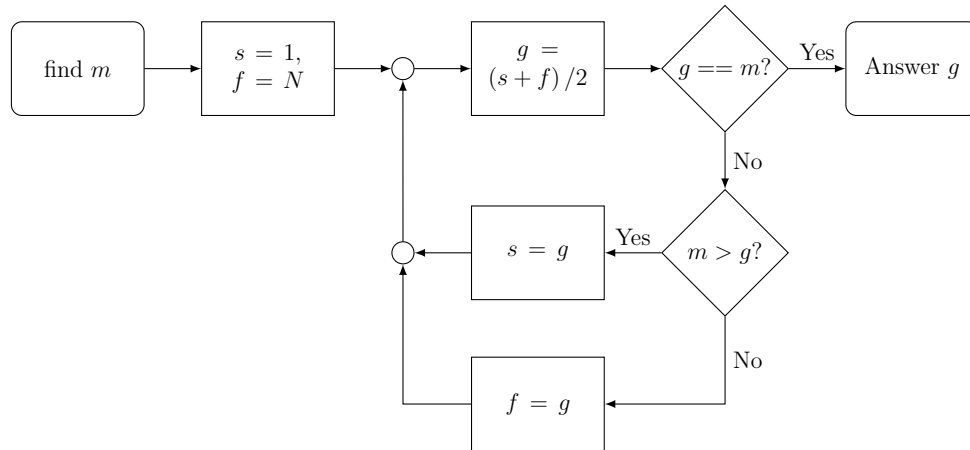 find m
s = 1,
f = N
g =
(s + f) /2
g == m?
Yes
Answer g
No
m > g?
Yes
s = g
No
f = g